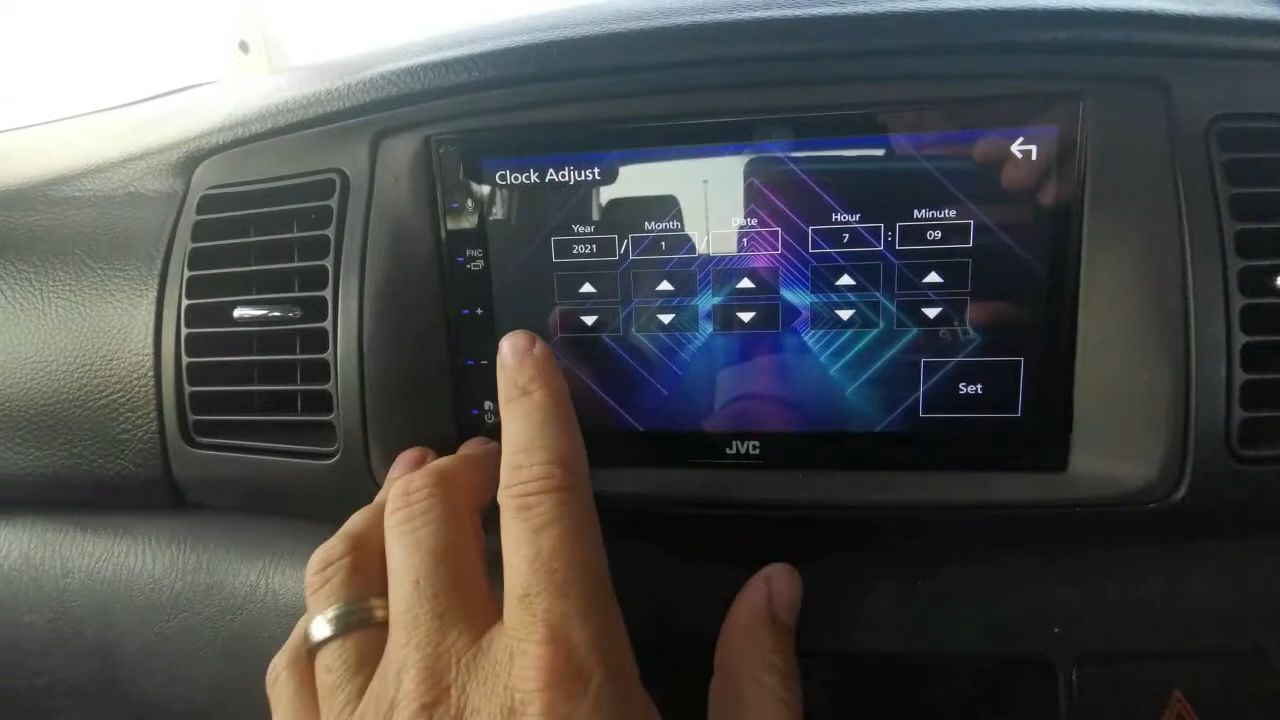 Clock Adjust
Year Month Date Hour Minute
2021 / 1 / 1 7 : 09
FNC
+
-
Set
JVC